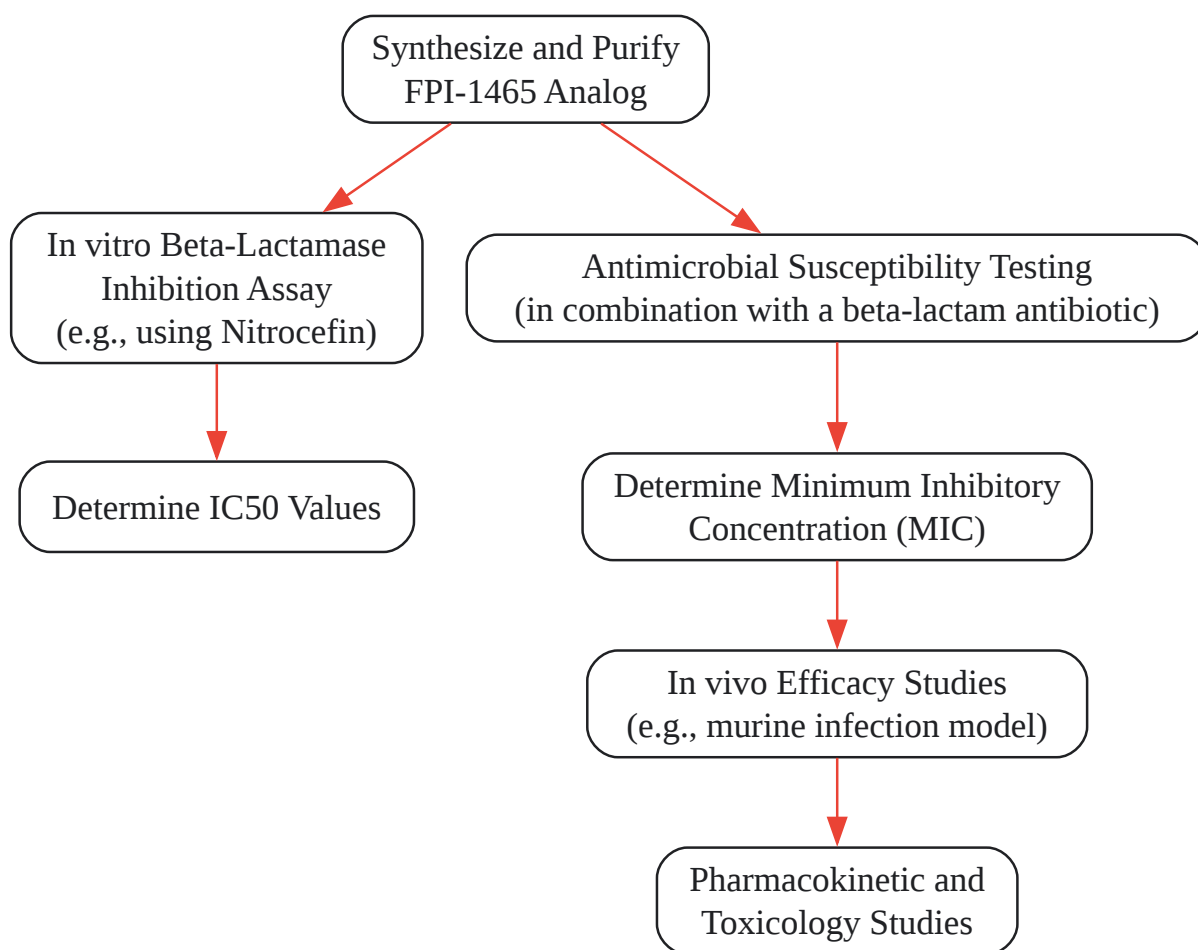 Synthesize and Purify
FPI-1465 Analog
In vitro Beta-Lactamase
Inhibition Assay
(e.g., using Nitrocefin)
Antimicrobial Susceptibility Testing
(in combination with a beta-lactam antibiotic)
Determine IC50 Values
Determine Minimum Inhibitory
Concentration (MIC)
In vivo Efficacy Studies
(e.g., murine infection model)
Pharmacokinetic and
Toxicology Studies